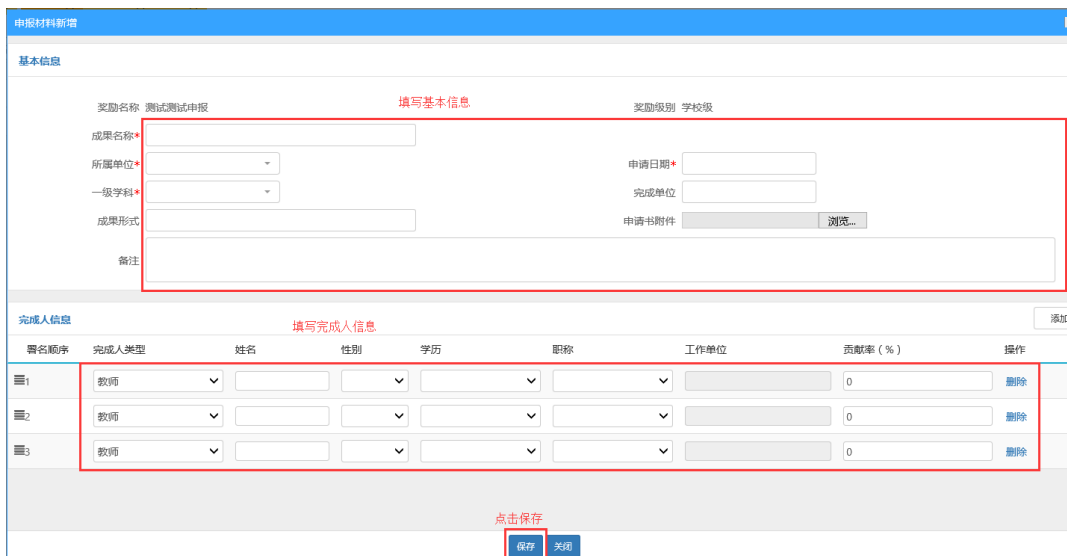 申报材料新增
基本信息
填写基本信息
奖励名称 测试测试申报 奖励级别 学校级
成果名称*
所属单位* 申请日期*
一级学科* 完成单位
成果形式 申请书附件 浏览...
备注
完成人信息 填写完成人信息 添加
署名顺序 完成人类型 姓名 性别 学历 职称 工作单位 贡献率（%） 操作
1 教师 0 删除
2 教师 0 删除
3 教师 0 删除
点击保存
保存 关闭